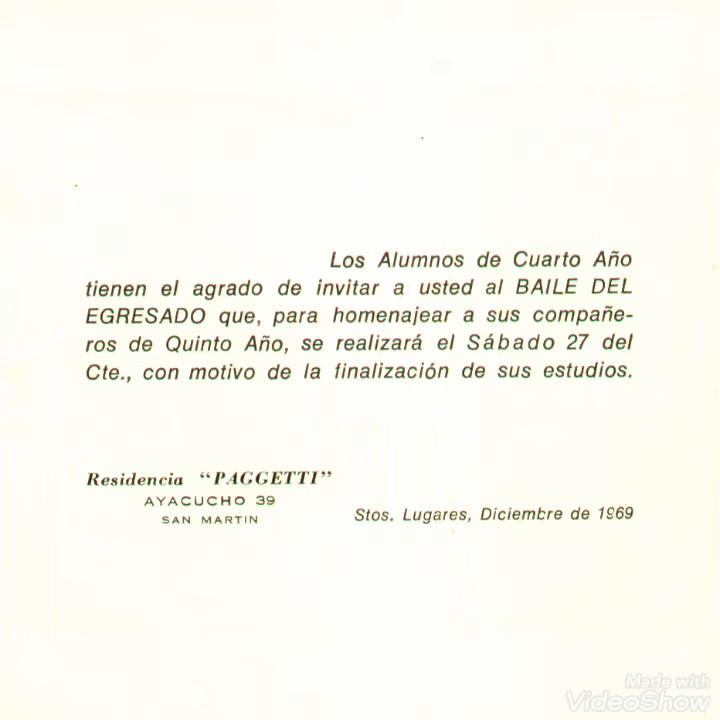 Los Alumnos de Cuarto Año
tienen el agrado de invitar a usted al BAILE DEL
EGRESADO que, para homenajear a sus compañe-
ros de Quinto Año, se realizará el Sábado 27 del
Cte., con motivo de la finalización de sus estudios.
Residencia “PAGGETTI”
AYACUCHO 39
SAN MARTIN
Stos. Lugares, Diciembre de 1969
Made with
VideoShow